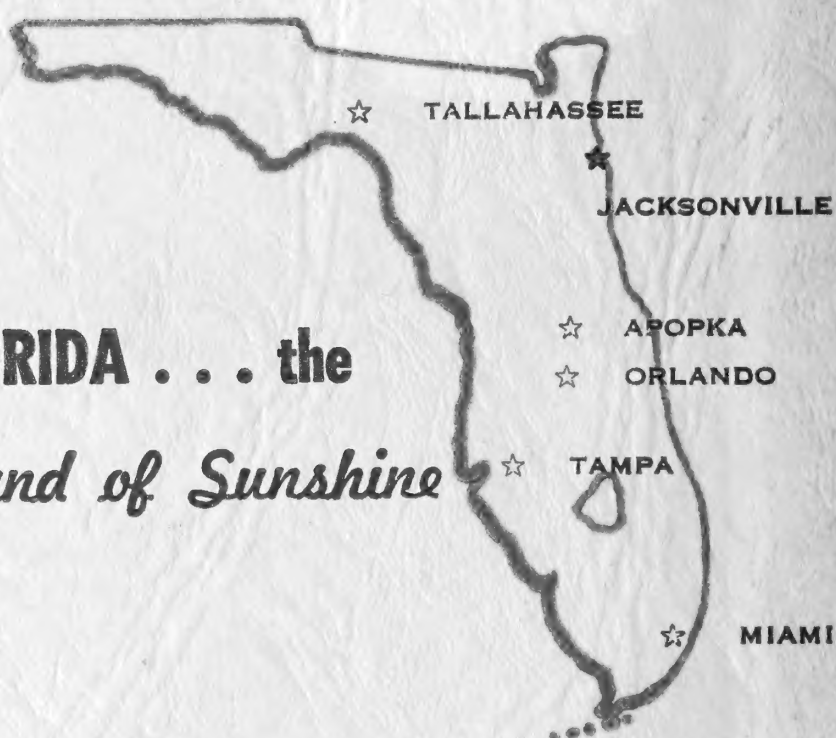 TALLAHASSEE
JACKSONVILLE
RIDA . . . the
APOPKA
ORLANDO
nd of Sunshine
TAMPA
MIAMI